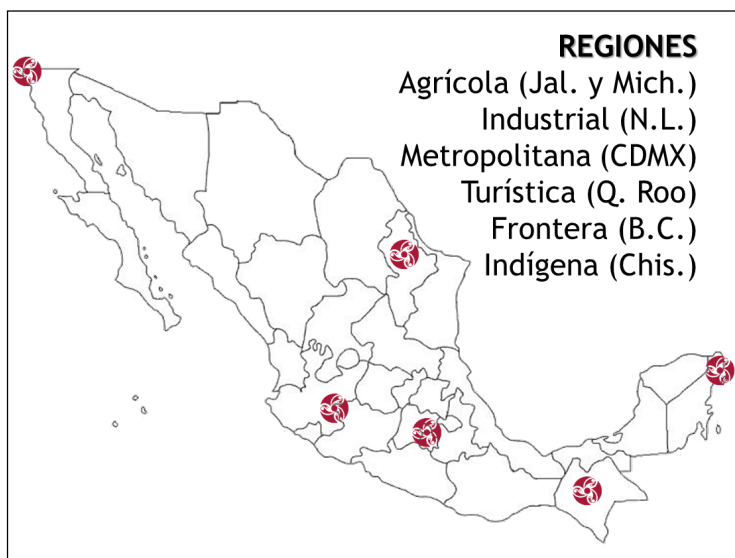 REGIONES
Agrícola (Jal. y Mich.)
Industrial (N.L.)
Metropolitana (CDMX)
Turística (Q. Roo)
Frontera (B.C.)
Indígena (Chis.)